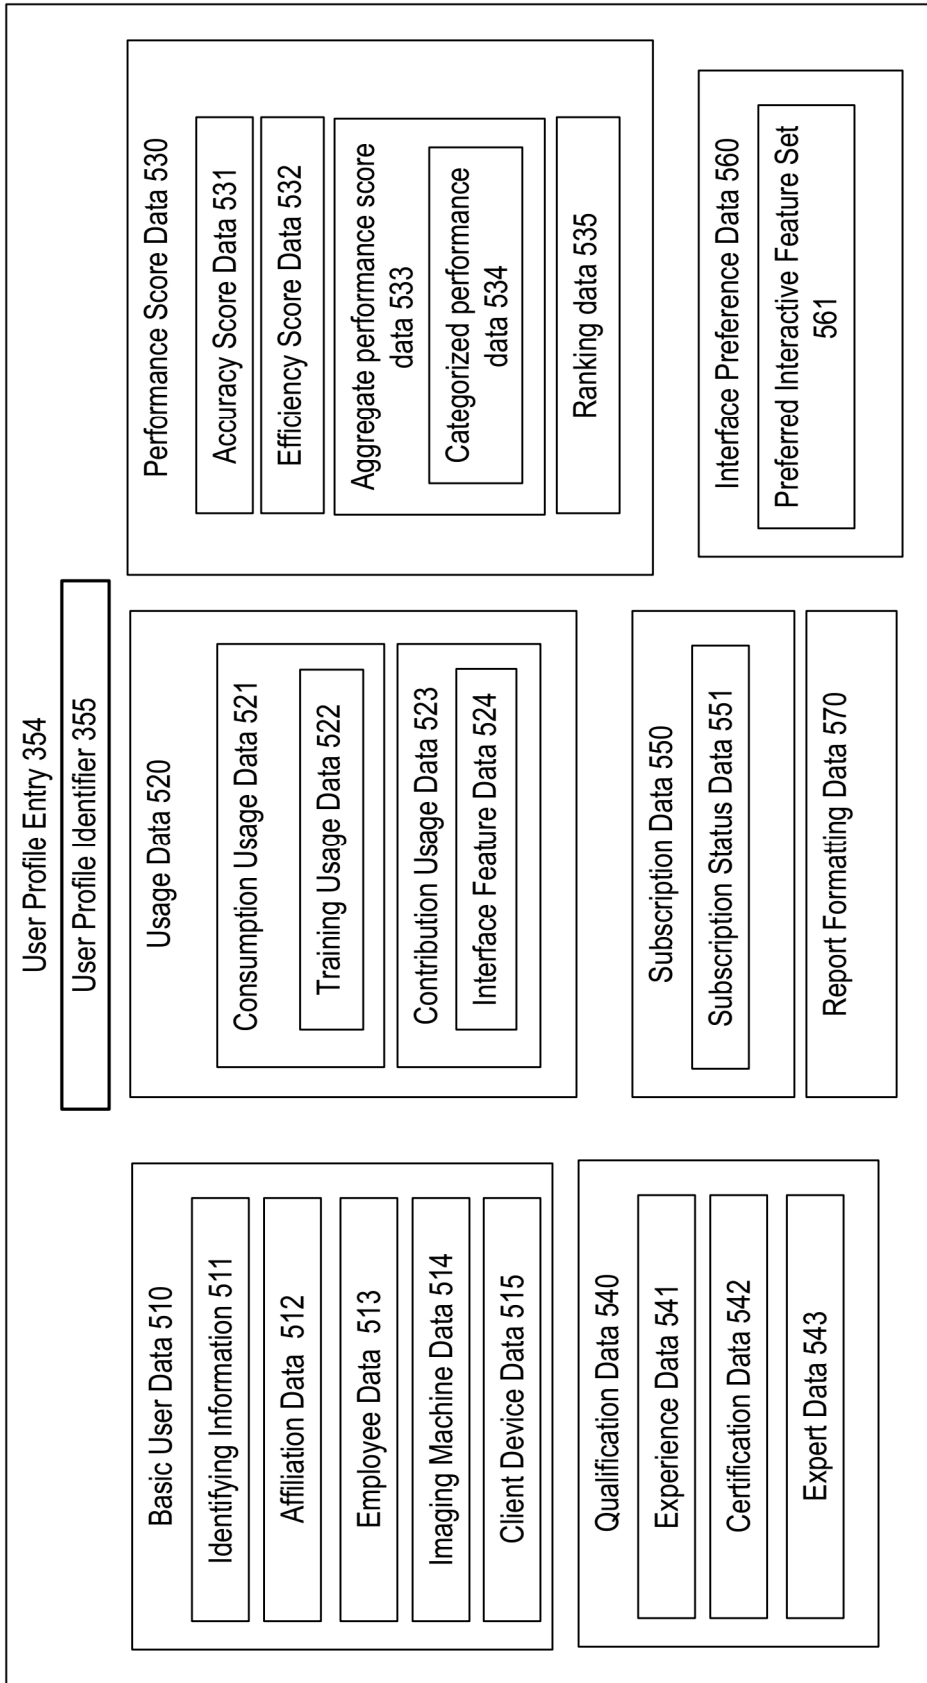 User Profile Entry 354
User Profile Identifier 355
Basic User Data 510
Identifying Information 511
Affiliation Data 512
Employee Data 513
Imaging Machine Data 514
Client Device Data 515
Qualification Data 540
Experience Data 541
Certification Data 542
Expert Data 543
Usage Data 520
Consumption Usage Data 521
Training Usage Data 522
Contribution Usage Data 523
Interface Feature Data 524
Subscription Data 550
Subscription Status Data 551
Report Formatting Data 570
Performance Score Data 530
Accuracy Score Data 531
Efficiency Score Data 532
Aggregate performance score
data 533
Categorized performance
data 534
Ranking data 535
Interface Preference Data 560
Preferred Interactive Feature Set
561